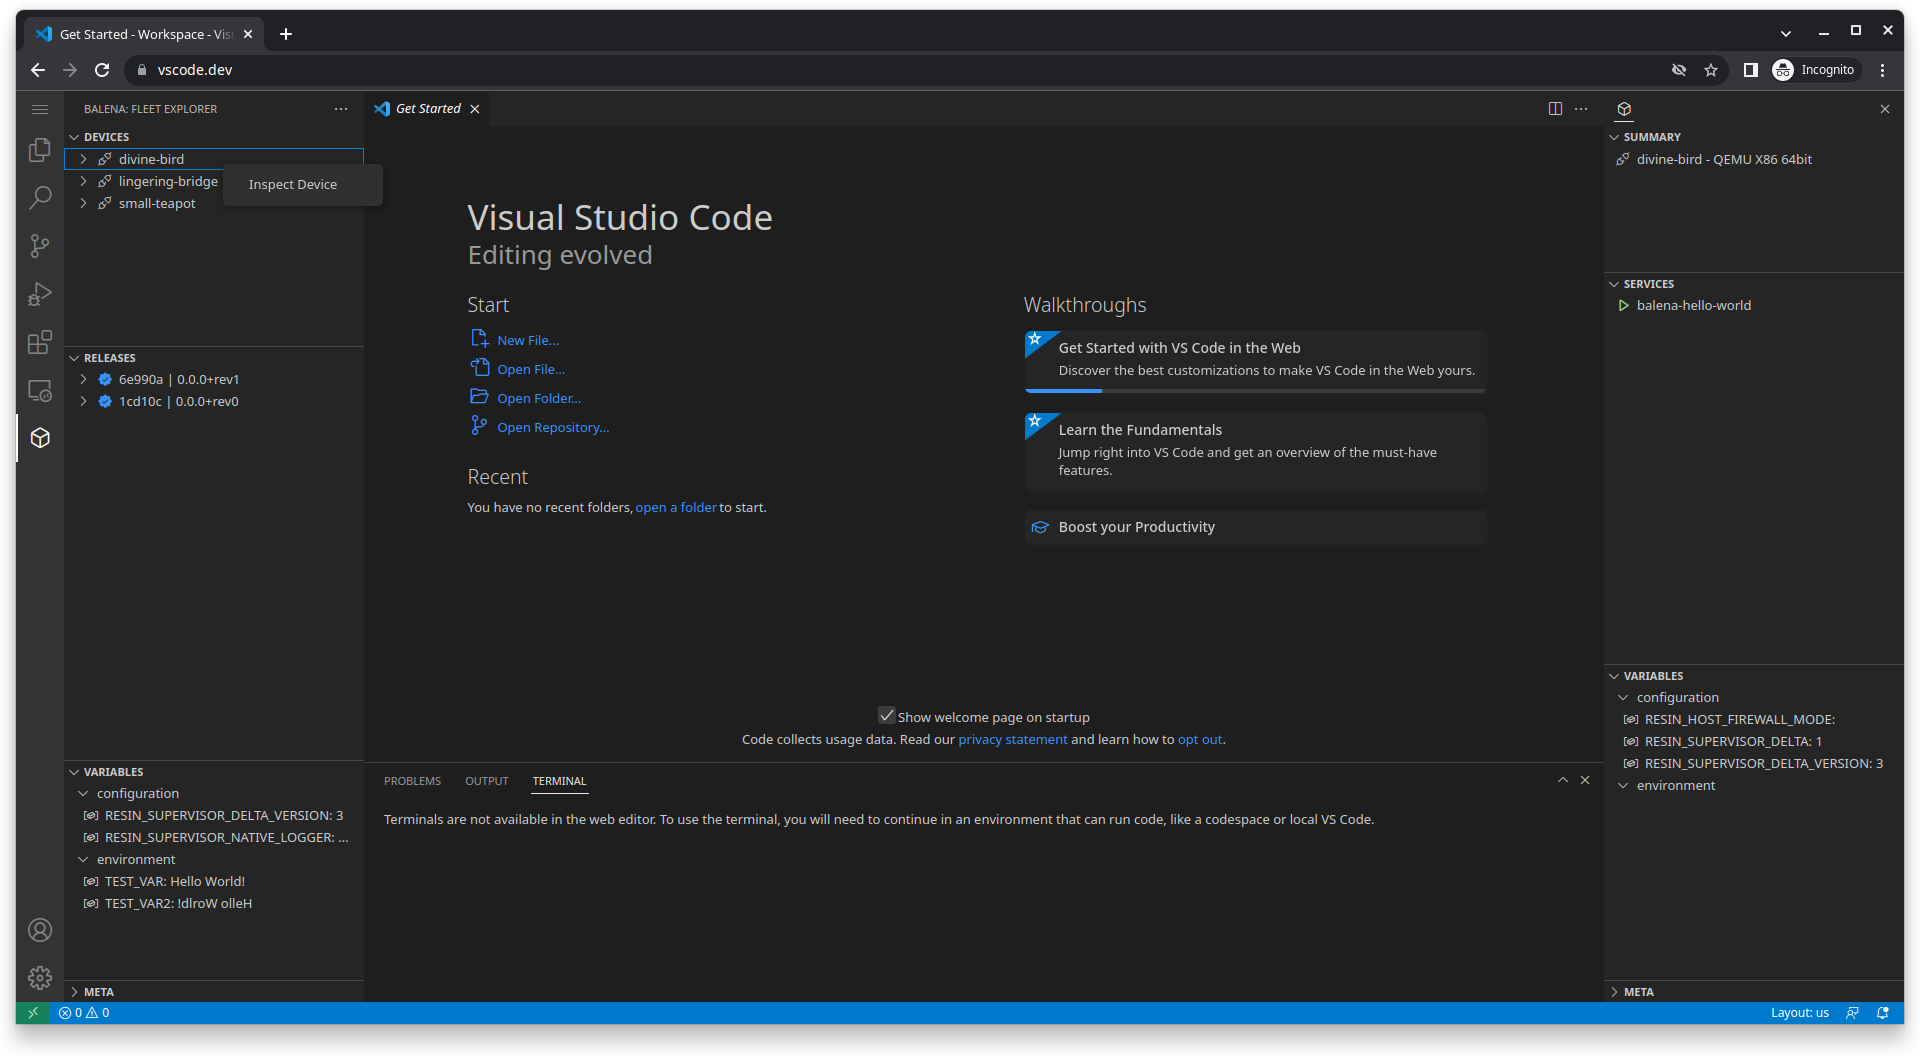 Get Started - Workspace - Vis
vscode.dev
Incognito
BALENA: FLEET EXPLORER
DEVICES
divine-bird
lingering-bridge
small-teapot
Inspect Device
RELEASES
6e990a | 0.0.0+rev1
1cd10c | 0.0.0+rev0
VARIABLES
configuration
RESIN_SUPERVISOR_DELTA_VERSION: 3
RESIN_SUPERVISOR_NATIVE_LOGGER: ...
environment
TEST_VAR: Hello World!
TEST_VAR2: !dlroW olleH
META
Get Started
Visual Studio Code
Editing evolved
Start
New File...
Open File...
Open Folder...
Open Repository...
Recent
You have no recent folders, open a folder to start.
Walkthroughs
Get Started with VS Code in the Web
Discover the best customizations to make VS Code in the Web yours.
Learn the Fundamentals
Jump right into VS Code and get an overview of the must-have
features.
Boost your Productivity
Show welcome page on startup
Code collects usage data. Read our privacy statement and learn how to opt out.
PROBLEMS OUTPUT TERMINAL
Terminals are not available in the web editor. To use the terminal, you will need to continue in an environment that can run code, like a codespace or local VS Code.
SUMMARY
divine-bird - QEMU X86 64bit
SERVICES
balena-hello-world
VARIABLES
configuration
RESIN_HOST_FIREWALL_MODE:
RESIN_SUPERVISOR_DELTA: 1
RESIN_SUPERVISOR_DELTA_VERSION: 3
environment
META
0 0
Layout: us